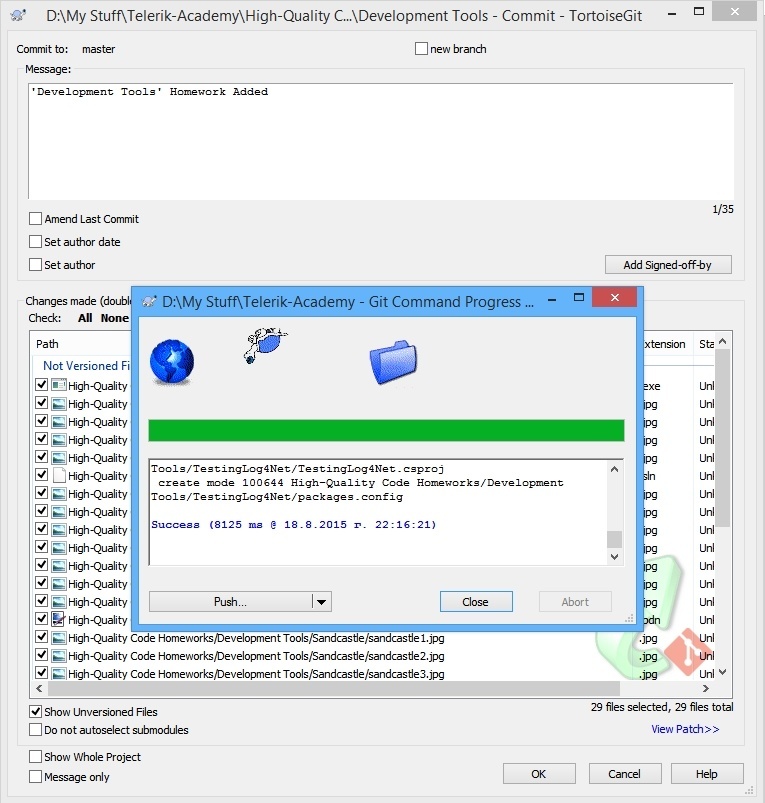 D:\My Stuff\Telerik-Academy\High-Quality C...\Development Tools - Commit - TortoiseGit
Commit to: master
new branch
Message:
'Development Tools' Homework Added
1/35
Amend Last Commit
Set author date
Set author
Add Signed-off-by
Changes made (doubl
Check: All None
Path
xtension Sta
Not Versioned Fi
High-Quality
exe Unl
High-Quality
jpg Unl
High-Quality
jpg Unl
High-Quality
jpg Unl
High-Quality
jpg Unl
High-Quality
sln Unl
High-Quality
jpg Unl
High-Quality
jpg Unl
High-Quality
jpg Unl
High-Quality
jpg Unl
High-Quality
jpg Unl
High-Quality
jpg Unl
High-Quality
jpg Unl
High-Quality
pdn Unl
High-Quality Code Homeworks/Development Tools/Sandcastle/sandcastle1.jpg .jpg Unl
High-Quality Code Homeworks/Development Tools/Sandcastle/sandcastle2.jpg .jpg Unl
High-Quality Code Homeworks/Development Tools/Sandcastle/sandcastle3.jpg .jpg Unl
D:\My Stuff\Telerik-Academy - Git Command Progress ...
Tools/TestingLog4Net/TestingLog4Net.csproj
create mode 100644 High-Quality Code Homeworks/Development
Tools/TestingLog4Net/packages.config
Success (8125 ms @ 18.8.2015 г. 22:16:21)
Push...
Close
Abort
Show Unversioned Files
29 files selected, 29 files total
Do not autoselect submodules
View Patch>>
Show Whole Project
Message only
OK
Cancel
Help